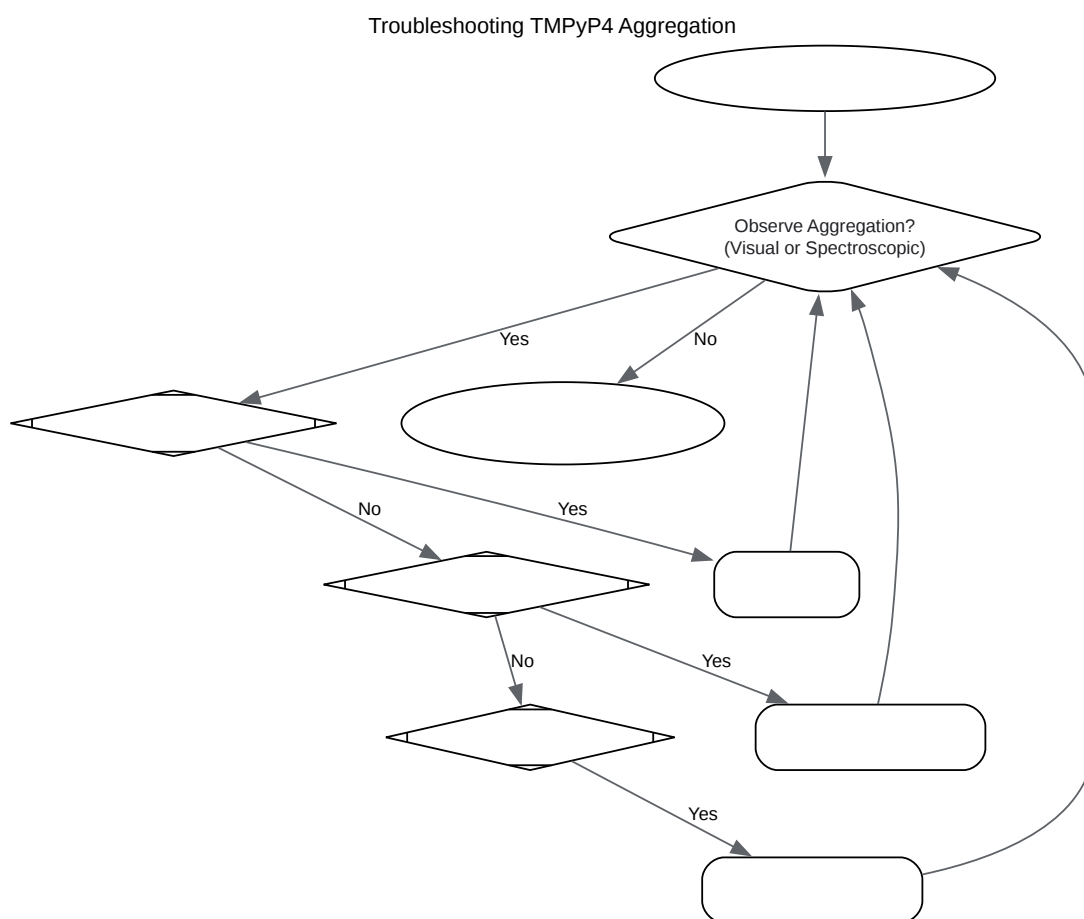 Troubleshooting TMPyP4 Aggregation
Observe Aggregation?
(Visual or Spectroscopic)
Yes
No
No
Yes
No
Yes
Yes